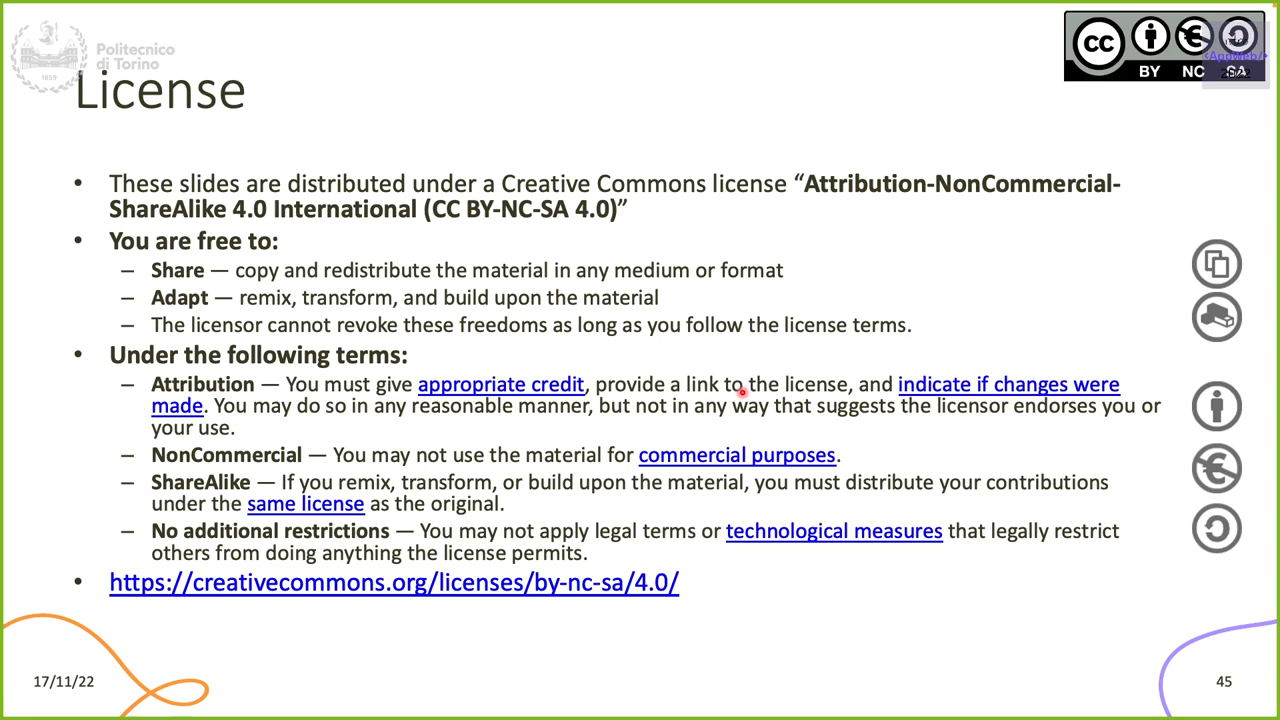 Politecnico
di Torino
1859
License
CC
BY NC SA
<AppWeb/>
2022
• These slides are distributed under a Creative Commons license “Attribution-NonCommercial-
ShareAlike 4.0 International (CC BY-NC-SA 4.0)”
• You are free to:
– Share — copy and redistribute the material in any medium or format
– Adapt — remix, transform, and build upon the material
– The licensor cannot revoke these freedoms as long as you follow the license terms.
• Under the following terms:
– Attribution — You must give appropriate credit, provide a link to the license, and indicate if changes were
made. You may do so in any reasonable manner, but not in any way that suggests the licensor endorses you or
your use.
– NonCommercial — You may not use the material for commercial purposes.
– ShareAlike — If you remix, transform, or build upon the material, you must distribute your contributions
under the same license as the original.
– No additional restrictions — You may not apply legal terms or technological measures that legally restrict
others from doing anything the license permits.
• https://creativecommons.org/licenses/by-nc-sa/4.0/
17/11/22
45